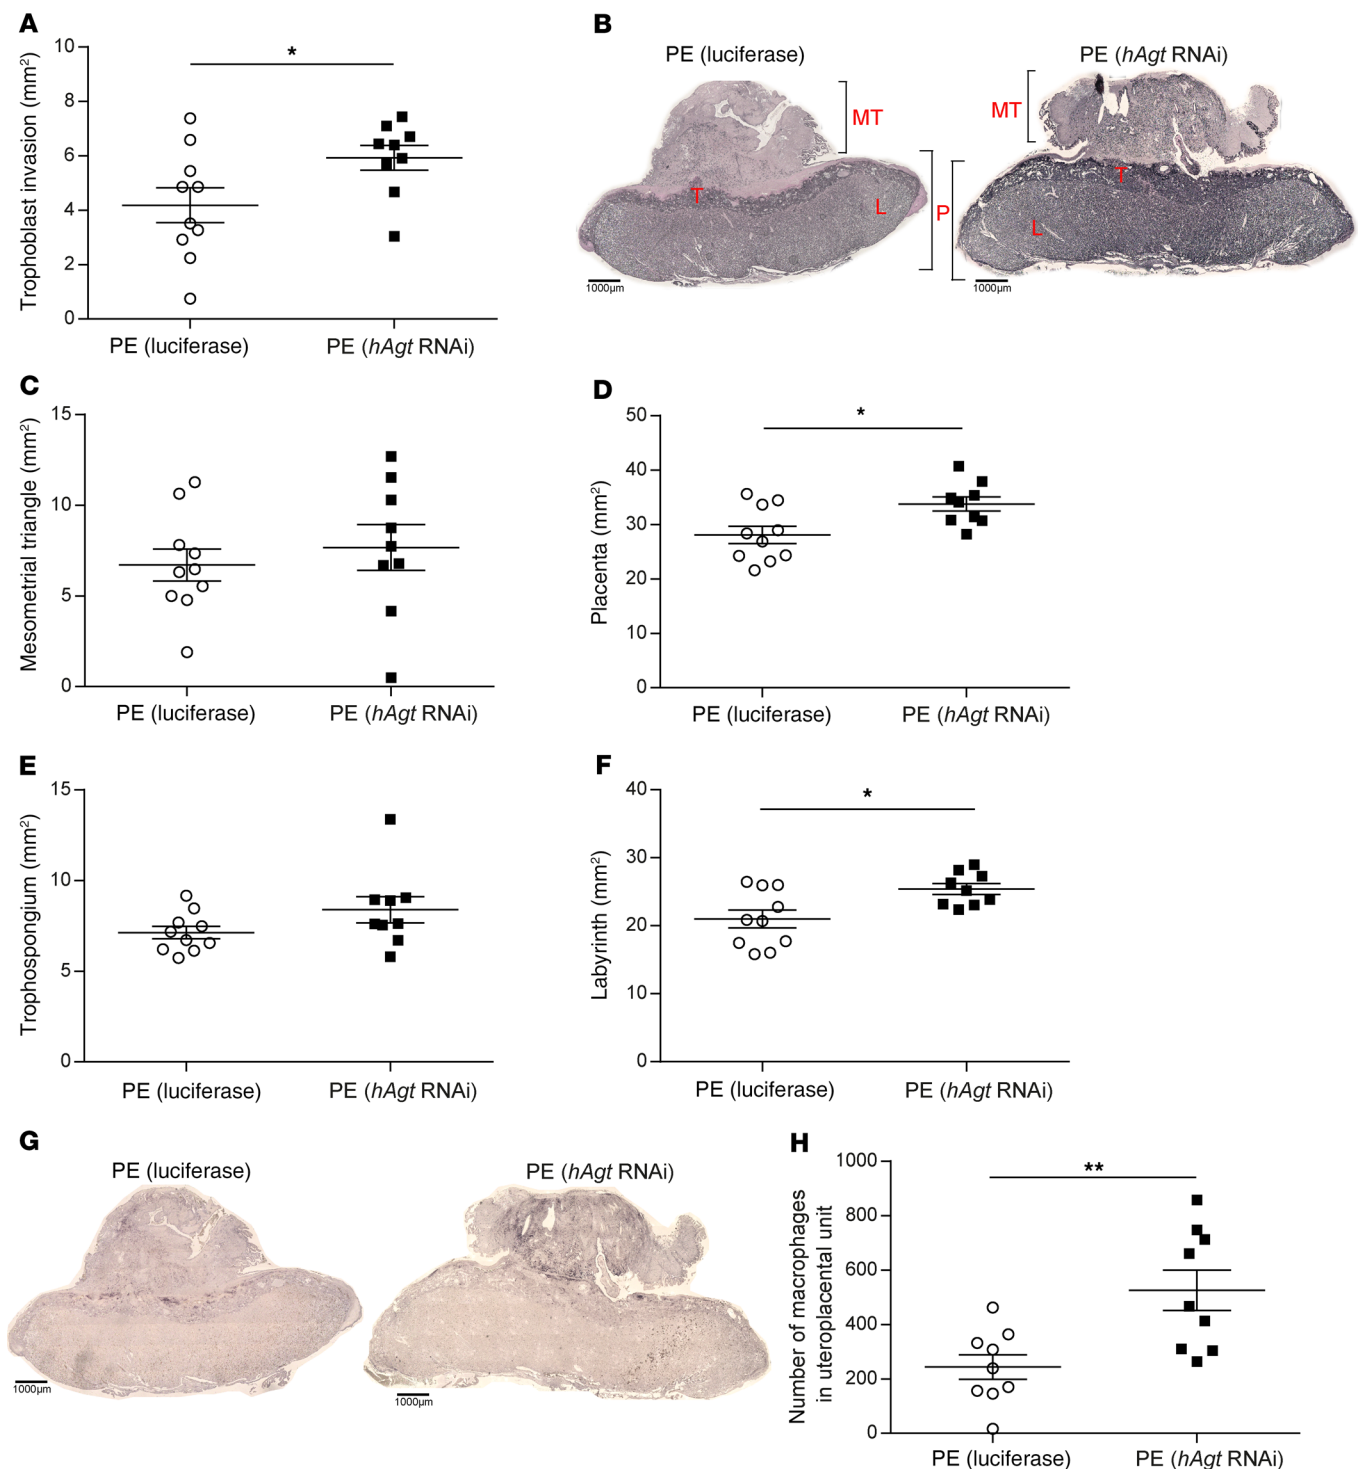 A
Trophoblast invasion (mm²)
10
8
6
4
2
0
*
PE (luciferase)
PE (hAgt RNAi)
B
PE (luciferase)
PE (hAgt RNAi)
MT
MT
T
L
P
T
L
1000µm
1000µm
C
Mesometrial triangle (mm²)
15
10
5
0
PE (luciferase)
PE (hAgt RNAi)
D
Placenta (mm²)
50
40
30
20
10
0
*
PE (luciferase)
PE (hAgt RNAi)
E
Trophospongium (mm²)
15
10
5
0
PE (luciferase)
PE (hAgt RNAi)
F
Labyrinth (mm²)
40
30
20
10
0
*
PE (luciferase)
PE (hAgt RNAi)
G
PE (luciferase)
PE (hAgt RNAi)
1000µm
1000µm
H
Number of macrophages
in uteroplacental unit
1000
800
600
400
200
0
**
PE (luciferase)
PE (hAgt RNAi)